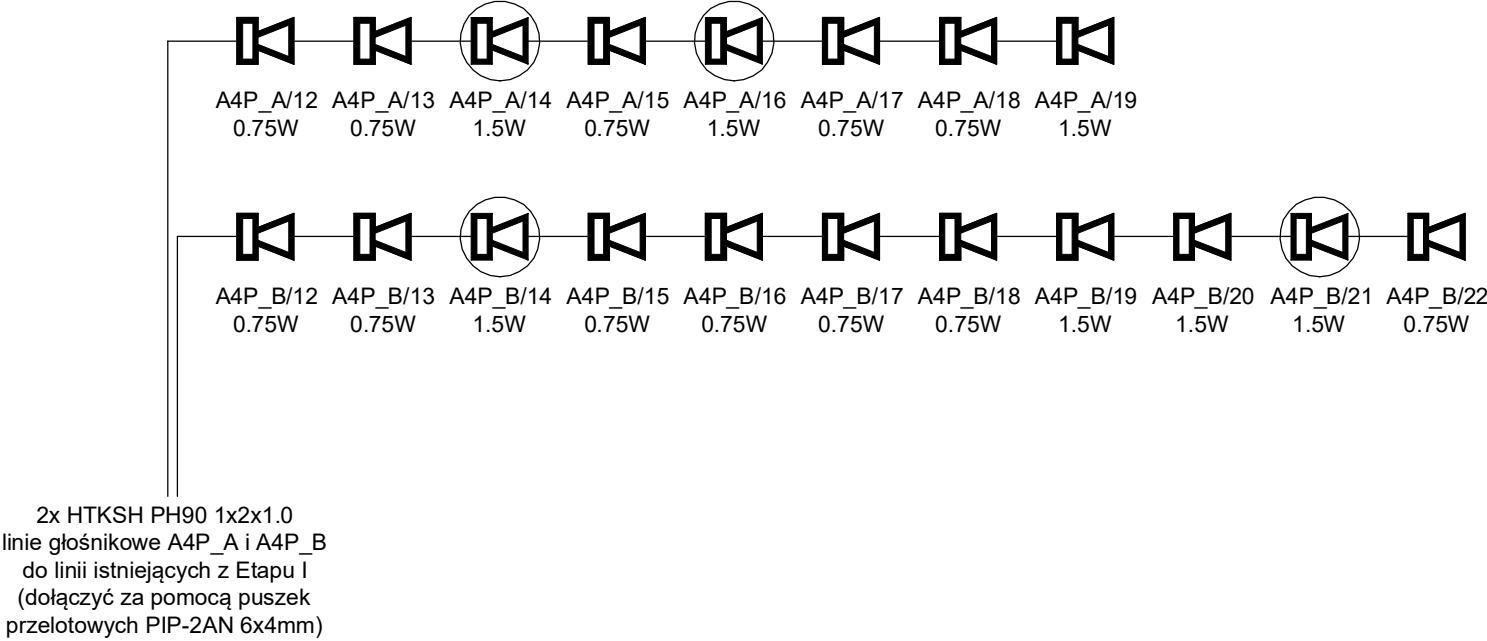 A4P_A/12 A4P_A/13 A4P_A/14 A4P_A/15 A4P_A/16 A4P_A/17 A4P_A/18 A4P_A/19
0.75W 0.75W 1.5W 0.75W 1.5W 0.75W 0.75W 1.5W
A4P_B/12 A4P_B/13 A4P_B/14 A4P_B/15 A4P_B/16 A4P_B/17 A4P_B/18 A4P_B/19 A4P_B/20 A4P_B/21 A4P_B/22
0.75W 0.75W 1.5W 0.75W 0.75W 0.75W 0.75W 1.5W 1.5W 1.5W 0.75W
2x HTKSH PH90 1x2x1.0
linie głośnikowe A4P_A i A4P_B
do linii istniejących z Etapu I
(dołączyć za pomocą puszek
przelotowych PIP-2AN 6x4mm)